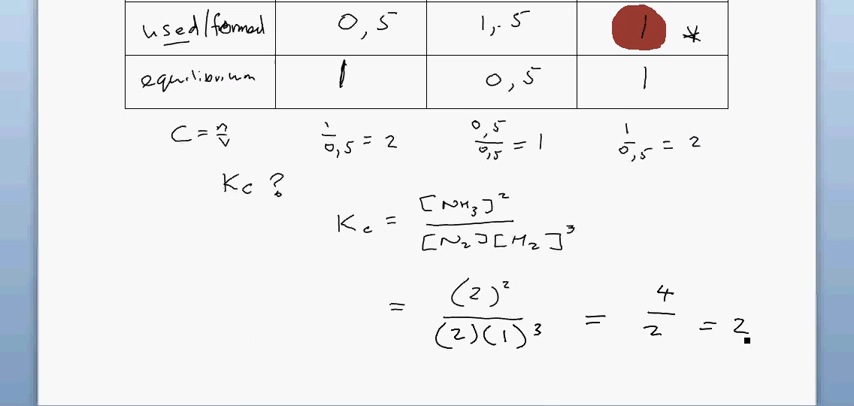 used/formed 0,5 1,5 1 *
equilibrium 1 0,5 1
C = n/v 1/0,5 = 2 0,5/0,5 = 1 1/0,5 = 2
Kc ?
Kc = [NH3]² / [N2][H2]³
= (2)² / (2)(1)³ = 4/2 = 2